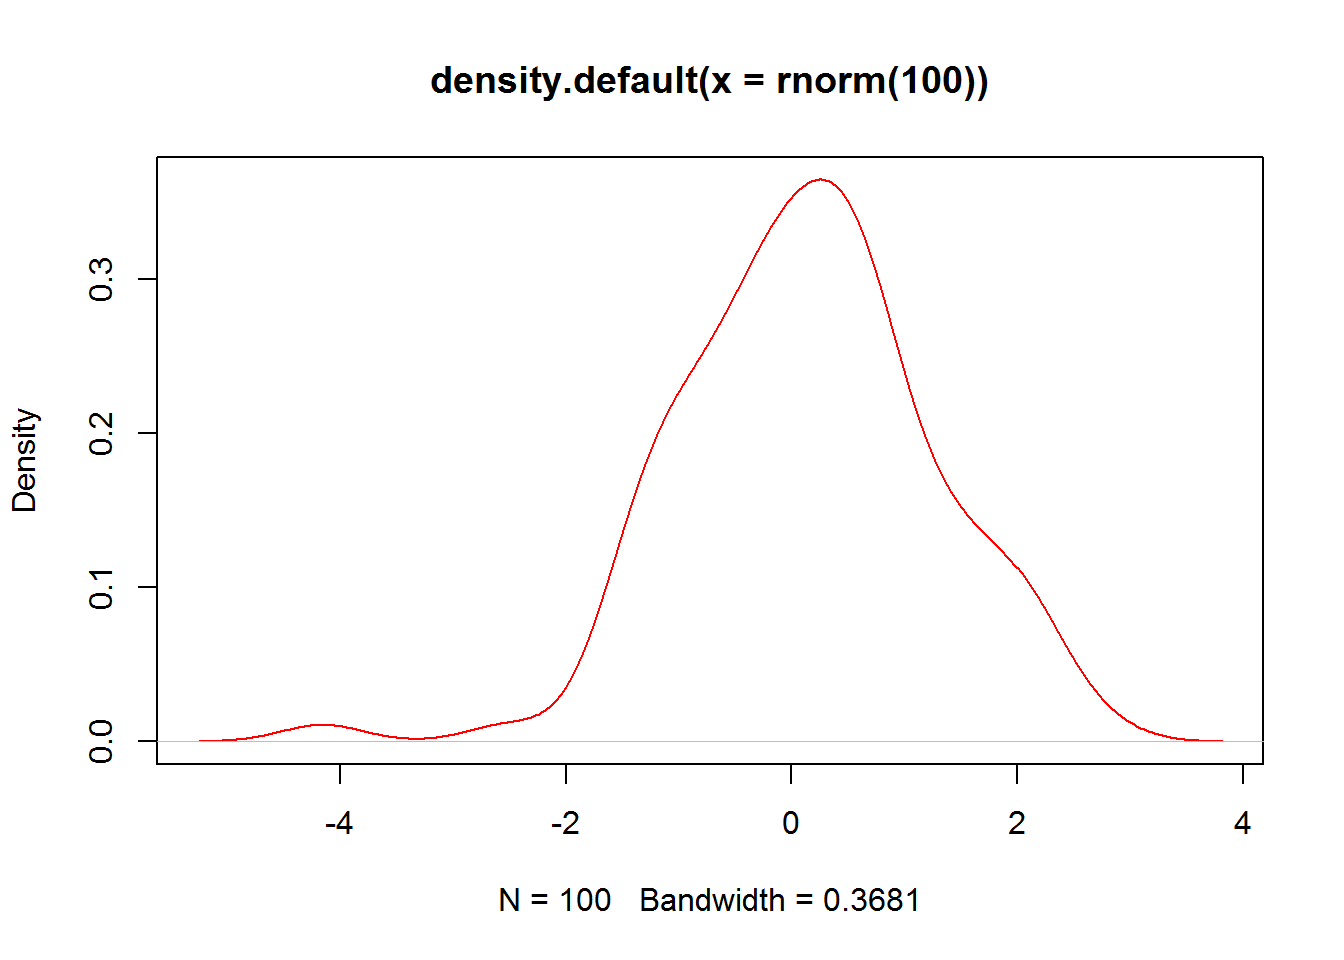 density.default(x = rnorm(100))
Density
0.3
0.2
0.1
0.0
-4 -2 0 2 4
N = 100 Bandwidth = 0.3681